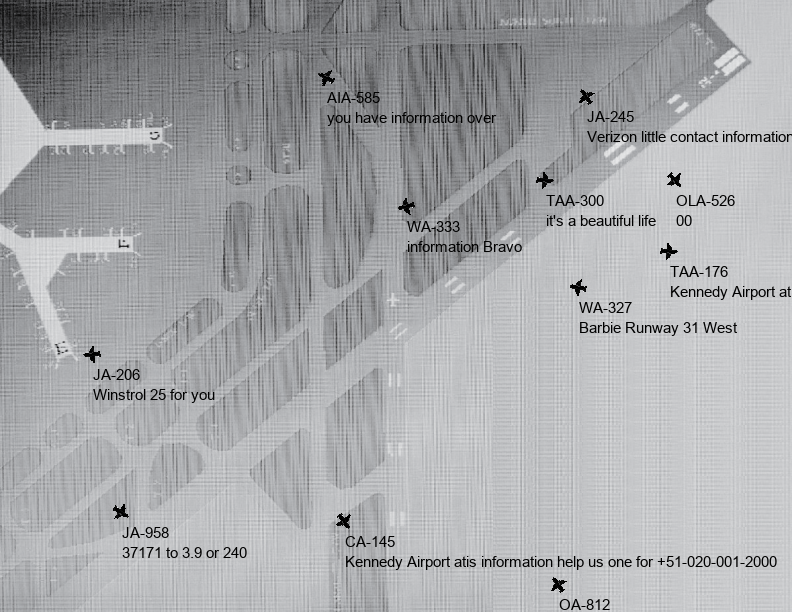 AIA-585
you have information over
JA-245
Verizon little contact information
TAA-300
it's a beautiful life
OLA-526
00
WA-333
information Bravo
TAA-176
Kennedy Airport at
WA-327
Barbie Runway 31 West
JA-206
Winstrol 25 for you
JA-958
37171 to 3.9 or 240
CA-145
Kennedy Airport atis information help us one for +51-020-001-2000
OA-812